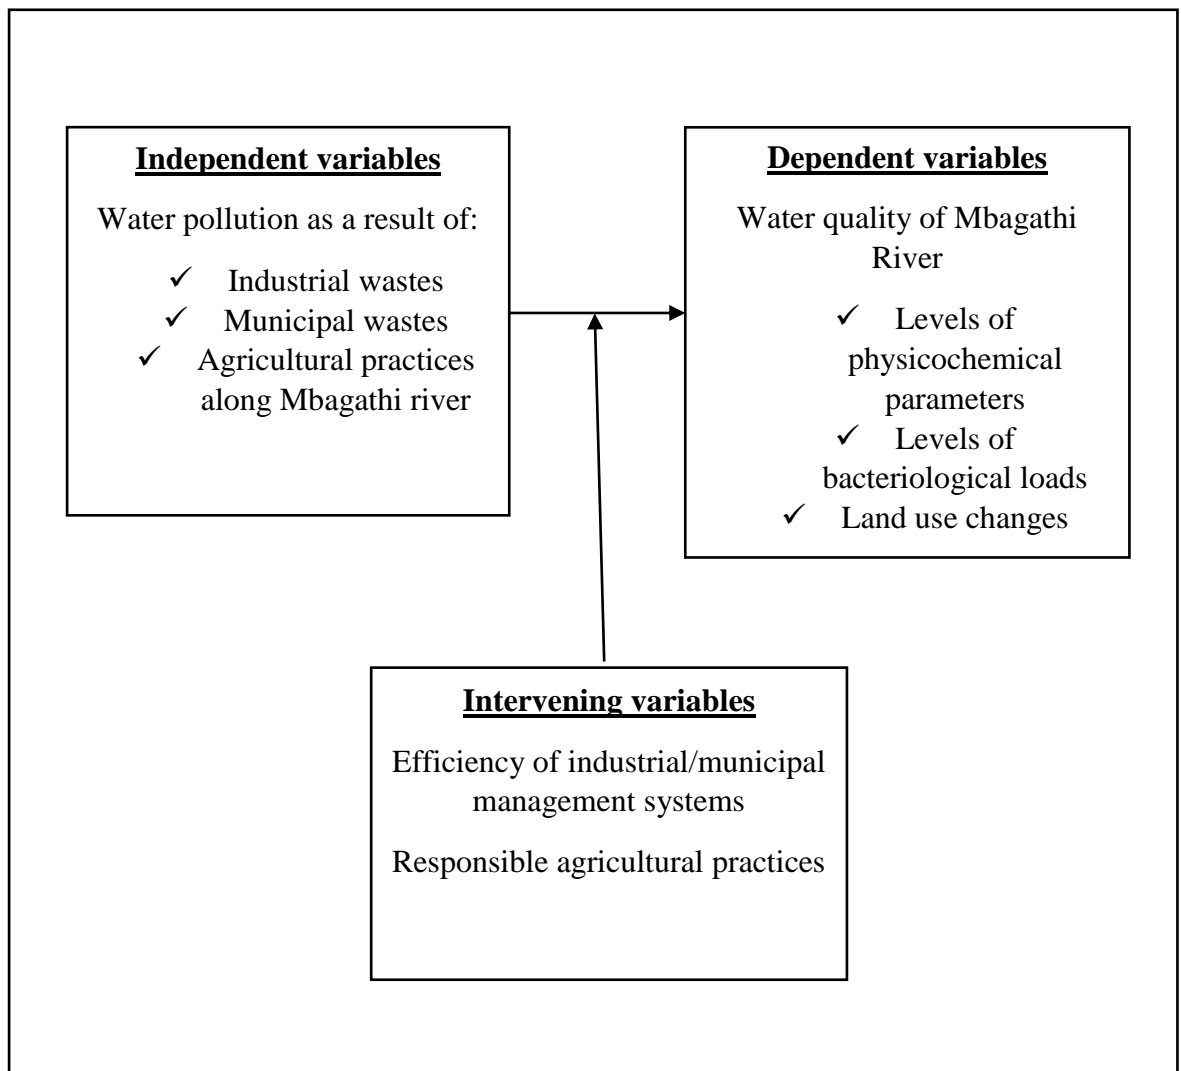 Independent variables
Water pollution as a result of:
✓ Industrial wastes
✓ Municipal wastes
✓ Agricultural practices
along Mbagathi river
Dependent variables
Water quality of Mbagathi
River
✓ Levels of
physicochemical
parameters
✓ Levels of
bacteriological loads
✓ Land use changes
Intervening variables
Efficiency of industrial/municipal
management systems
Responsible agricultural practices